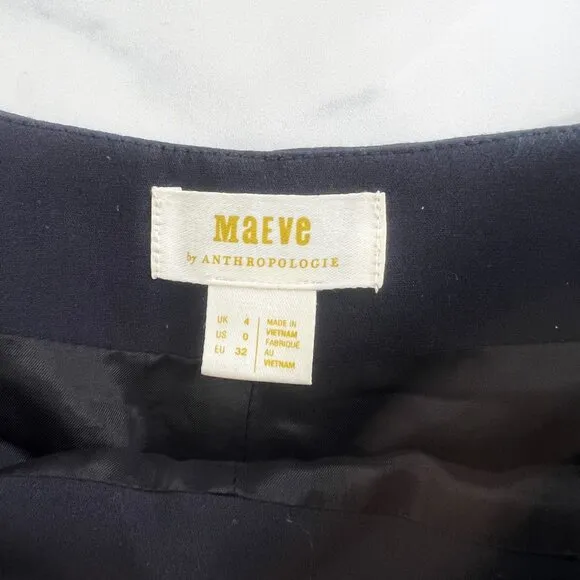 MaEVe
by ANTHROPOLOGIE
UK 4
US 0
EU 32
MADE IN
VIETNAM
FABRIQUÉ
AU
VIETNAM